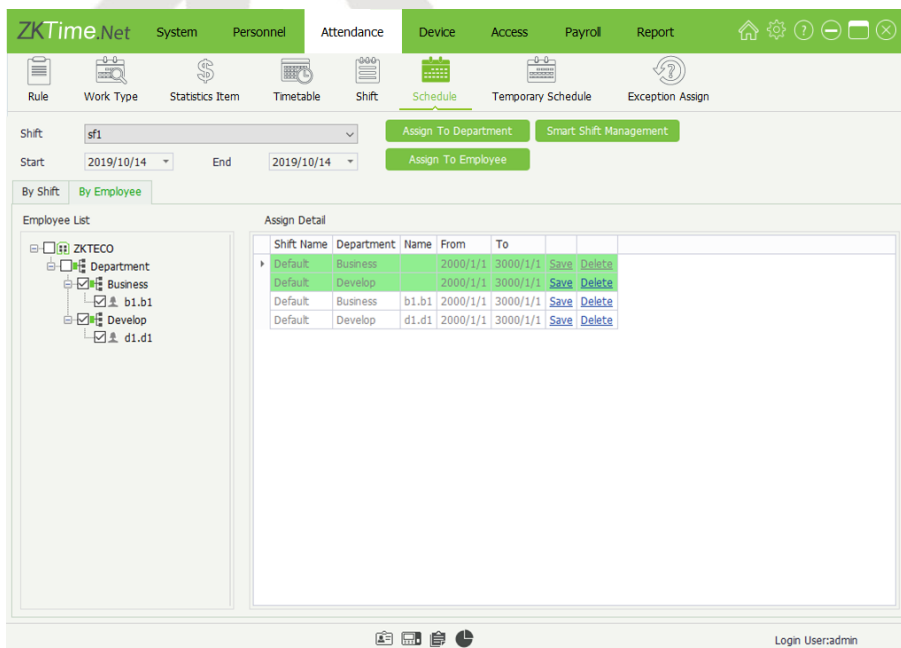 ZKTime.Net System Personnel Attendance Device Access Payroll Report
Rule Work Type Statistics Item Timetable Shift Schedule Temporary Schedule Exception Assign
Shift sf1 Assign To Department Smart Shift Management
Start 2019/10/14 End 2019/10/14 Assign To Employee
By Shift By Employee
Employee List
ZKTECO
Department
Business
b1.b1
Develop
d1.d1
Assign Detail
Shift Name Department Name From To
Default Business 2000/1/1 3000/1/1 Save Delete
Default Develop 2000/1/1 3000/1/1 Save Delete
Default Business b1.b1 2000/1/1 3000/1/1 Save Delete
Default Develop d1.d1 2000/1/1 3000/1/1 Save Delete
Login User:admin